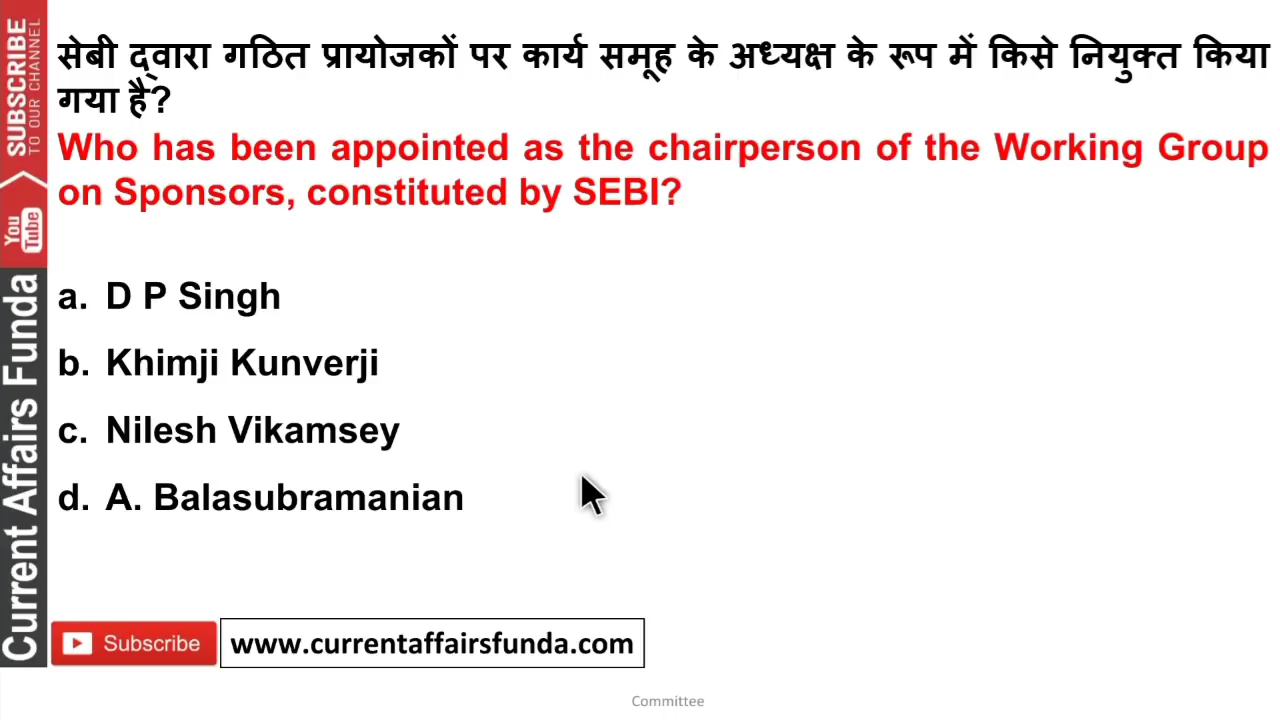 सेबी द्वारा गठित प्रायोजकों पर कार्य समूह के अध्यक्ष के रूप में किसे नियुक्त किया
गया है?
Who has been appointed as the chairperson of the Working Group
on Sponsors, constituted by SEBI?
a. D P Singh
b. Khimji Kunverji
c. Nilesh Vikamsey
d. A. Balasubramanian
SUBSCRIBE
TO OUR CHANNEL
You
Tube
Current Affairs Funda
Subscribe
www.currentaffairsfunda.com
Committee